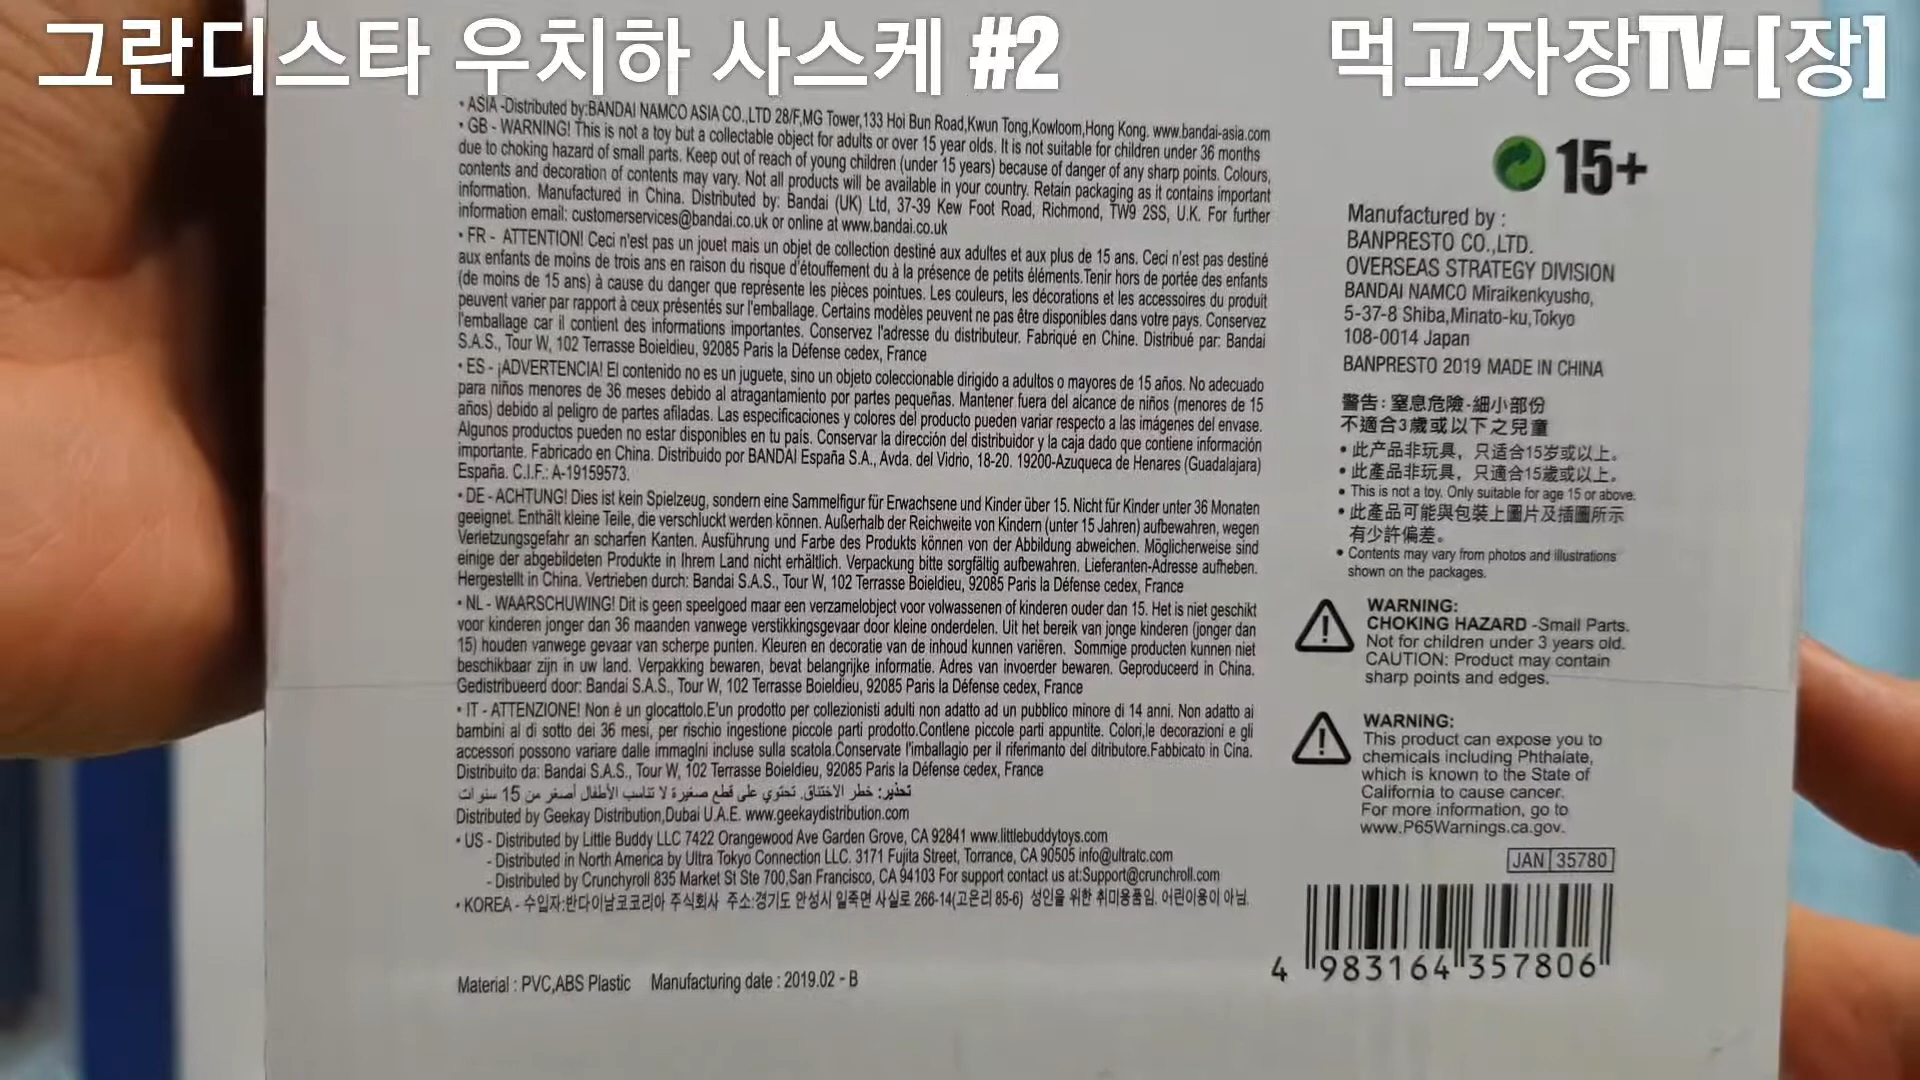 그란디스타 우치하 사스케 #2
먹고자장TV-[장]
• ASIA -Distributed by:BANDAI NAMCO ASIA CO.,LTD 28/F,MG Tower,133 Hoi Bun Road,Kwun Tong,Kowloom,Hong Kong. www.bandai-asia.com
• GB - WARNING! This is not a toy but a collectable object for adults or over 15 year olds. It is not suitable for children under 36 months
due to choking hazard of small parts. Keep out of reach of young children (under 15 years) because of danger of any sharp points. Colours,
contents and decoration of contents may vary. Not all products will be available in your country. Retain packaging as it contains important
information. Manufactured in China. Distributed by: Bandai (UK) Ltd, 37-39 Kew Foot Road, Richmond, TW9 2SS, U.K. For further
information email: customerservices@bandai.co.uk or online at www.bandai.co.uk
• FR - ATTENTION! Ceci n'est pas un jouet mais un objet de collection destiné aux adultes et aux plus de 15 ans. Ceci n'est pas destiné
aux enfants de moins de trois ans en raison du risque d'étouffement du à la présence de petits éléments.Tenir hors de portée des enfants
(de moins de 15 ans) à cause du danger que représente les pièces pointues. Les couleurs, les décorations et les accessoires du produit
peuvent varier par rapport à ceux présentés sur l'emballage. Certains modèles peuvent ne pas être disponibles dans votre pays. Conservez
l'emballage car il contient des informations importantes. Conservez l'adresse du distributeur. Fabriqué en Chine. Distribué par: Bandai
S.A.S., Tour W, 102 Terrasse Boieldieu, 92085 Paris la Défense cedex, France
• ES - ¡ADVERTENCIA! El contenido no es un juguete, sino un objeto coleccionable dirigido a adultos o mayores de 15 años. No adecuado
para niños menores de 36 meses debido al atragantamiento por partes pequeñas. Mantener fuera del alcance de niños (menores de 15
años) debido al peligro de partes afiladas. Las especificaciones y colores del producto pueden variar respecto a las imágenes del envase.
Algunos productos pueden no estar disponibles en tu país. Conservar la dirección del distribuidor y la caja dado que contiene información
importante. Fabricado en China. Distribuido por BANDAI España S.A., Avda. del Vidrio, 18-20. 19200-Azuqueca de Henares (Guadalajara)
España. C.I.F.: A-19159573.
• DE - ACHTUNG! Dies ist kein Spielzeug, sondern eine Sammelfigur für Erwachsene und Kinder über 15. Nicht für Kinder unter 36 Monaten
geeignet. Enthält kleine Teile, die verschluckt werden können. Außerhalb der Reichweite von Kindern (unter 15 Jahren) aufbewahren, wegen
Verletzungsgefahr an scharfen Kanten. Ausführung und Farbe des Produkts können von der Abbildung abweichen. Möglicherweise sind
einige der abgebildeten Produkte in Ihrem Land nicht erhältlich. Verpackung bitte sorgfältig aufbewahren. Lieferanten-Adresse aufheben.
Hergestellt in China. Vertrieben durch: Bandai S.A.S., Tour W, 102 Terrasse Boieldieu, 92085 Paris la Défense cedex, France
• NL - WAARSCHUWING! Dit is geen speelgoed maar een verzamelobject voor volwassenen of kinderen ouder dan 15. Het is niet geschikt
voor kinderen jonger dan 36 maanden vanwege verstikkingsgevaar door kleine onderdelen. Uit het bereik van jonge kinderen (jonger dan
15) houden vanwege gevaar van scherpe punten. Kleuren en decoratie van de inhoud kunnen variëren. Sommige producten kunnen niet
beschikbaar zijn in uw land. Verpakking bewaren, bevat belangrijke informatie. Adres van invoerder bewaren. Geproduceerd in China.
Gedistribueerd door: Bandai S.A.S., Tour W, 102 Terrasse Boieldieu, 92085 Paris la Défense cedex, France
• IT - ATTENZIONE! Non è un glocattolo.E'un prodotto per collezionisti adulti non adatto ad un pubblico minore di 14 anni. Non adatto ai
bambini al di sotto dei 36 mesi, per rischio ingestione piccole parti prodotto.Contlene piccole parti appuntite. Colori,le decorazioni e gli
accessori possono variare dalle immaglni incluse sulla scatola.Conservate l'imballagio per il riferimanto del ditributore.Fabbicato in Cina.
Distribuito da: Bandai S.A.S., Tour W, 102 Terrasse Boieldieu, 92085 Paris la Défense cedex, France
تحذير: خطر الاختناق. تحتوي على قطع صغيرة لا تناسب الأطفال أصغر من 15 سنوات
Distributed by Geekay Distribution,Dubai U.A.E. www.geekaydistribution.com
• US - Distributed by Little Buddy LLC 7422 Orangewood Ave Garden Grove, CA 92841 www.littlebuddytoys.com
- Distributed in North America by Ultra Tokyo Connection LLC. 3171 Fujita Street, Torrance, CA 90505 info@ultratc.com
- Distributed by Crunchyroll 835 Market St Ste 700,San Francisco, CA 94103 For support contact us at:Support@crunchroll.com
• KOREA - 수입자:반다이남코코리아 주식회사 주소:경기도 안성시 일죽면 사실로 266-14(고은리 85-6) 성인을 위한 취미용품임. 어린이용이 아님.
Material : PVC,ABS Plastic Manufacturing date : 2019.02 - B
15+
Manufactured by :
BANPRESTO CO.,LTD.
OVERSEAS STRATEGY DIVISION
BANDAI NAMCO Miraikenkyusho,
5-37-8 Shiba,Minato-ku,Tokyo
108-0014 Japan
BANPRESTO 2019 MADE IN CHINA
警告: 窒息危險-細小部份
不適合3歲或以下之兒童
• 此产品非玩具，只适合15岁或以上。
• 此產品非玩具，只適合15歲或以上。
• This is not a toy. Only suitable for age 15 or above.
• 此產品可能與包裝上圖片及插圖所示
有少許偏差。
• Contents may vary from photos and illustrations
shown on the packages.
WARNING:
CHOKING HAZARD -Small Parts.
Not for children under 3 years old.
CAUTION: Product may contain
sharp points and edges.
WARNING:
This product can expose you to
chemicals including Phthalate,
which is known to the State of
California to cause cancer.
For more information, go to
www.P65Warnings.ca.gov.
JAN 35780
4 983164 357806